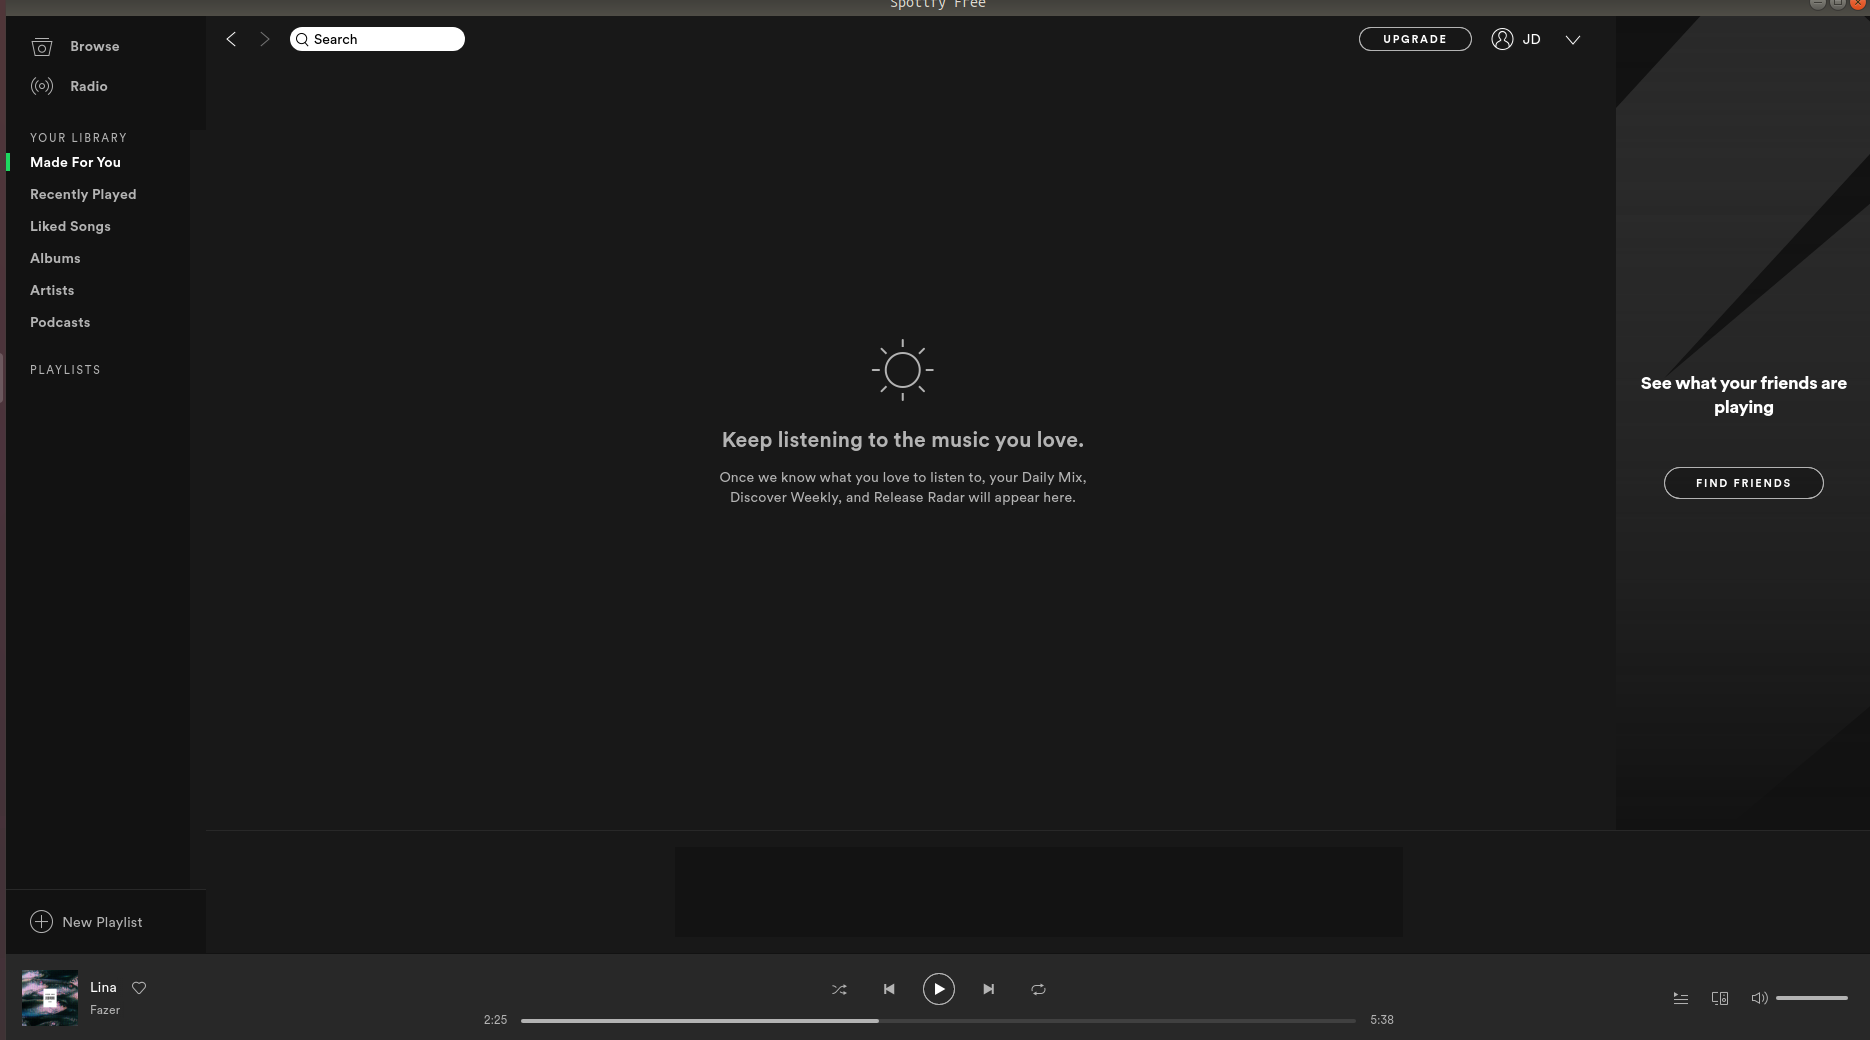 Spotify Free
Browse
Radio
YOUR LIBRARY
Made For You
Recently Played
Liked Songs
Albums
Artists
Podcasts
PLAYLISTS
New Playlist
Search
UPGRADE
JD
Keep listening to the music you love.
Once we know what you love to listen to, your Daily Mix,
Discover Weekly, and Release Radar will appear here.
See what your friends are
playing
FIND FRIENDS
Lina
Fazer
2:25
5:38